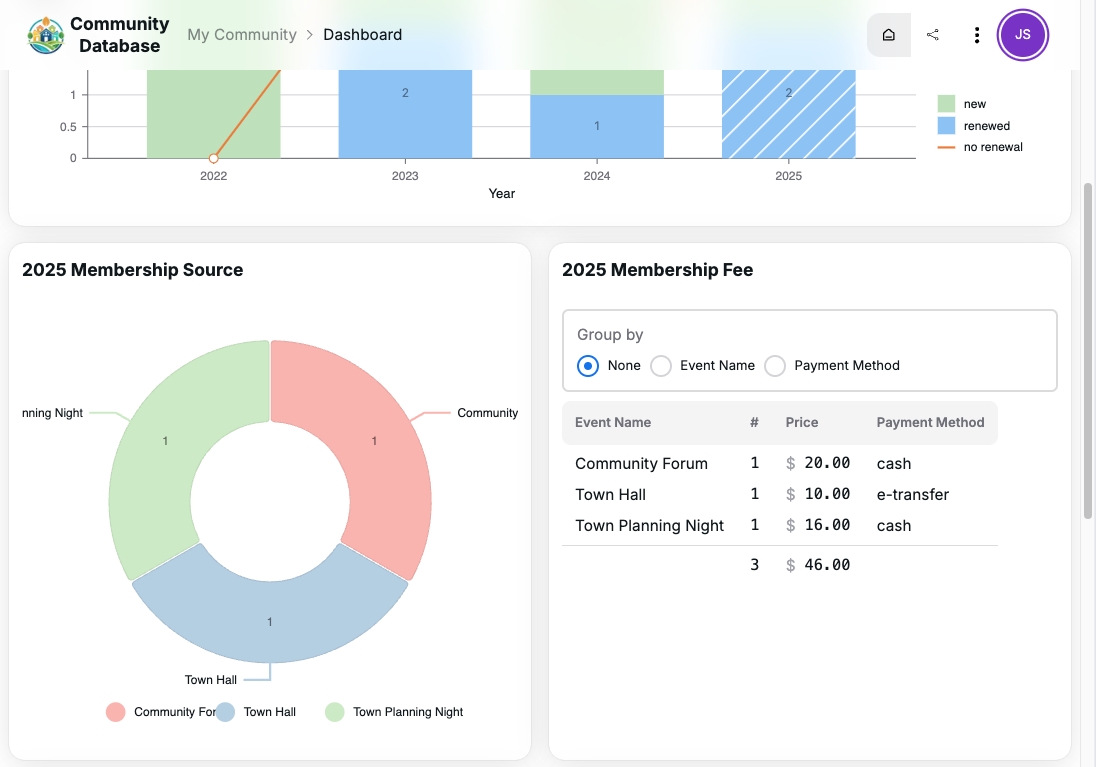 Community
Database
My Community > Dashboard
JS
1
0.5
0
2
1
2
2022
2023
2024
2025
Year
new
renewed
no renewal
2025 Membership Source
nning Night
Community
1
1
1
Town Hall
Community For
Town Hall
Town Planning Night
2025 Membership Fee
Group by
None
Event Name
Payment Method
Event Name # Price Payment Method
Community Forum 1 $ 20.00 cash
Town Hall 1 $ 10.00 e-transfer
Town Planning Night 1 $ 16.00 cash
3 $ 46.00